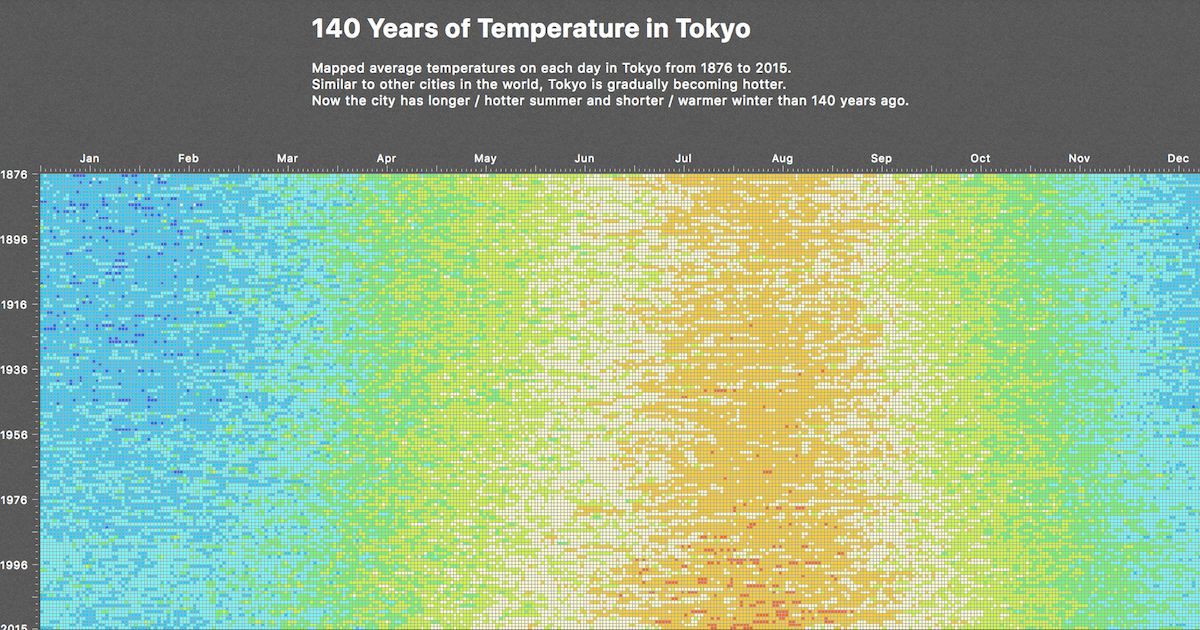 140 Years of Temperature in Tokyo
Mapped average temperatures on each day in Tokyo from 1876 to 2015.
Similar to other cities in the world, Tokyo is gradually becoming hotter.
Now the city has longer / hotter summer and shorter / warmer winter than 140 years ago.
Jan Feb Mar Apr May Jun Jul Aug Sep Oct Nov Dec
1876
1896
1916
1936
1956
1976
1996
2015